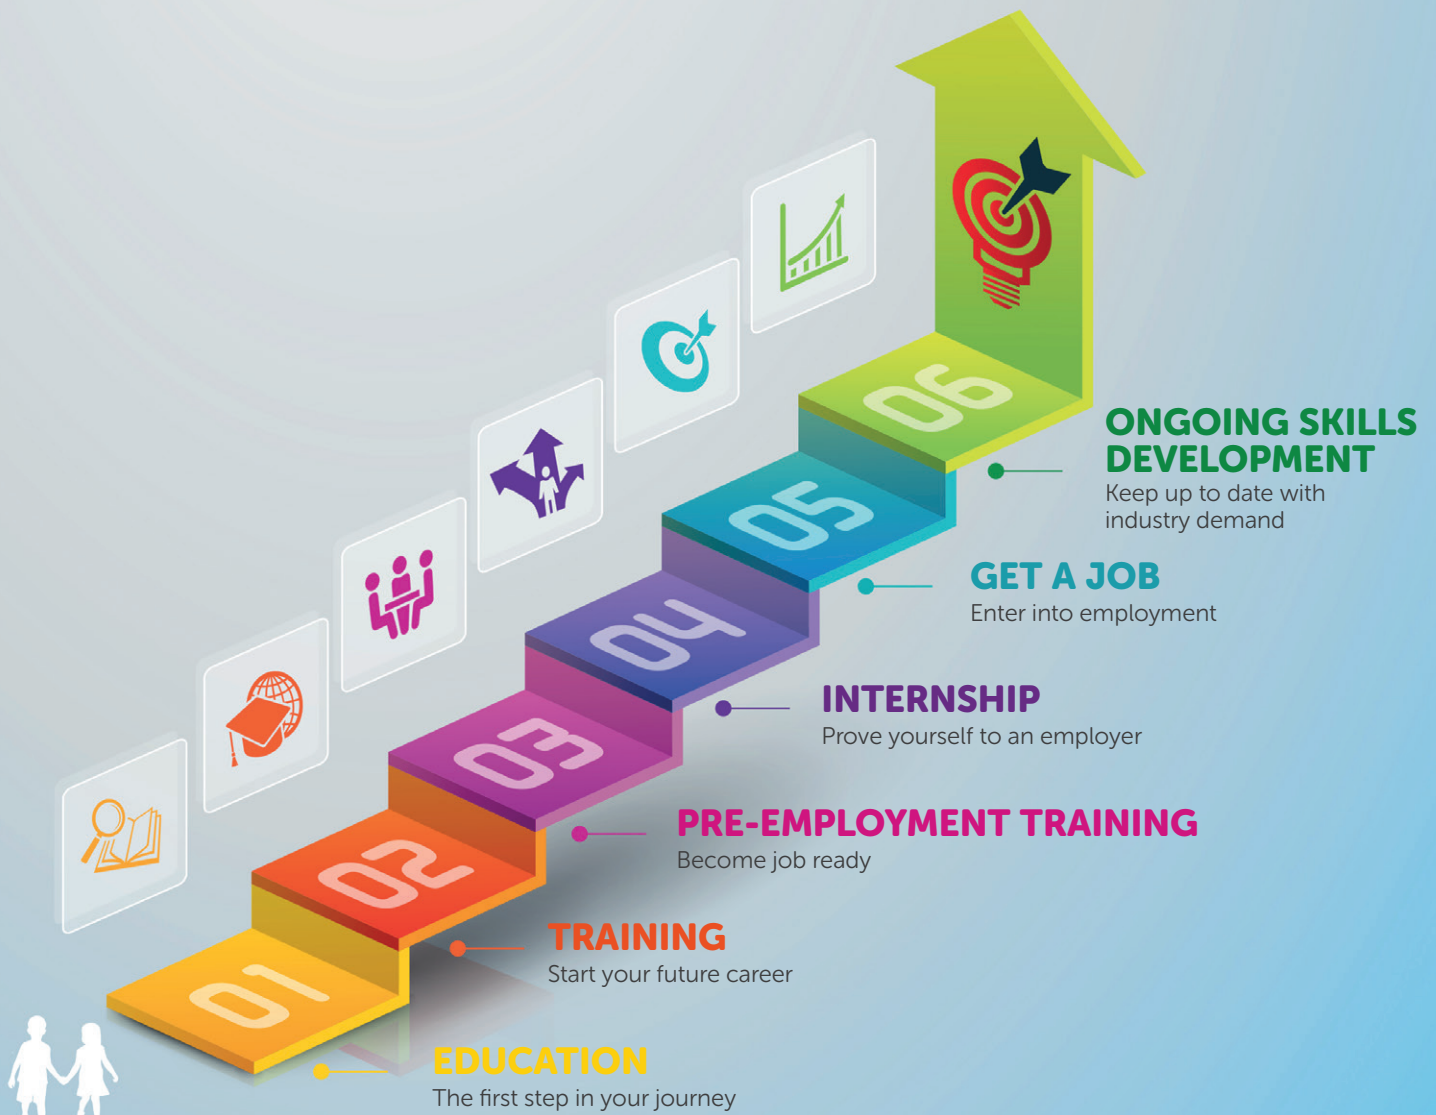 06
ONGOING SKILLS
DEVELOPMENT
Keep up to date with
industry demand
05
GET A JOB
Enter into employment
04
INTERNSHIP
Prove yourself to an employer
03
PRE-EMPLOYMENT TRAINING
Become job ready
02
TRAINING
Start your future career
01
EDUCATION
The first step in your journey